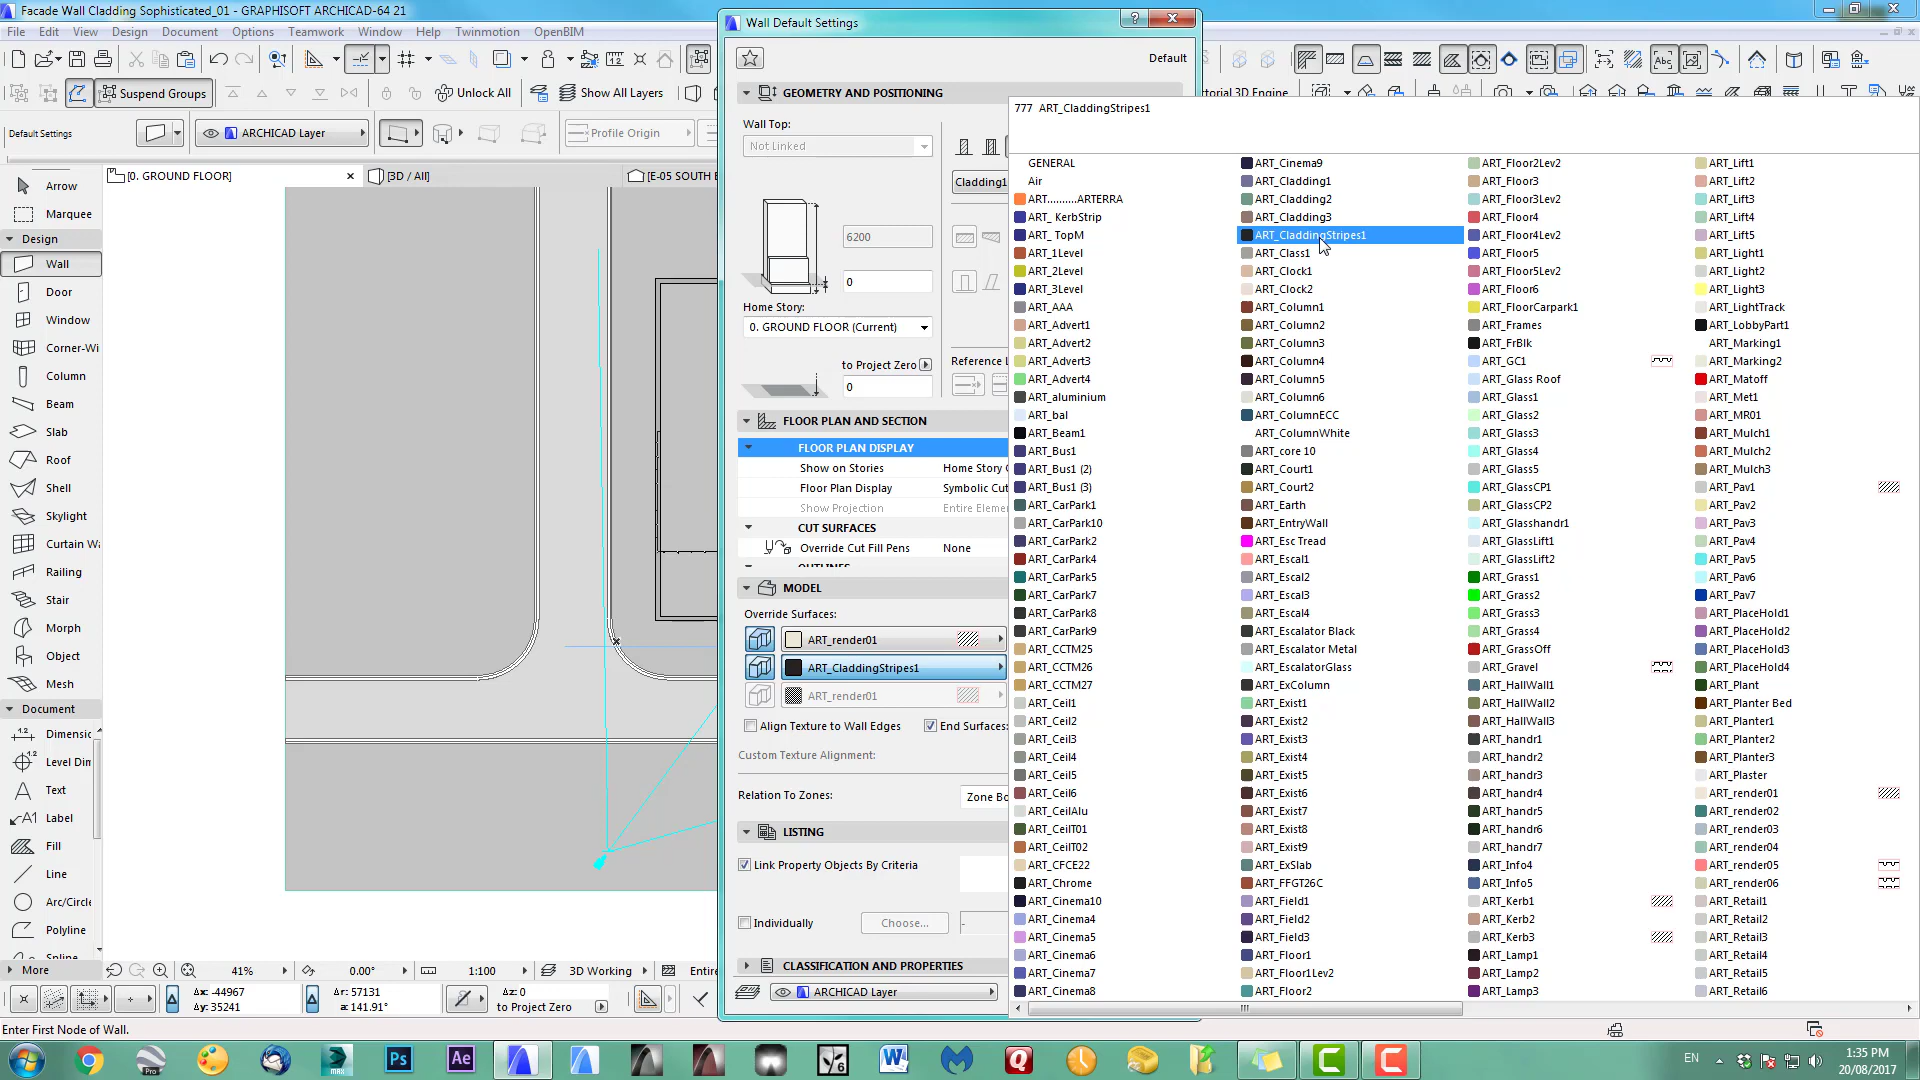 Facade Wall Cladding Sophisticated_01 - GRAPHISOFT ARCHICAD-64 21
File Edit View Design Document Options Teamwork Window Help Twinmotion OpenBIM
Suspend Groups
Unlock All
Show All Layers
Default Settings
ARCHICAD Layer
Profile Origin
[0. GROUND FLOOR]
[3D / All]
Arrow
Marquee
Design
Wall
Door
Window
Corner-Wi
Column
Beam
Slab
Roof
Shell
Skylight
Curtain Wa
Railing
Stair
Morph
Object
Mesh
Document
Level Dim
Text
Label
Fill
Line
Arc/Circle
Polyline
Spline
More
Wall Default Settings
Default
GEOMETRY AND POSITIONING
Wall Top:
Not Linked
6200
0
Home Story:
0. GROUND FLOOR (Current)
to Project Zero
0
Cladding1
FLOOR PLAN AND SECTION
FLOOR PLAN DISPLAY
Show on Stories Home Story
Floor Plan Display Symbolic Cut
Show Projection
CUT SURFACES
Override Cut Fill Pens None
OUTLINES
MODEL
Override Surfaces:
ART_render01
ART_CladdingStripes1
ART_render01
Align Texture to Wall Edges End Surfaces:
Custom Texture Alignment:
Relation To Zones: Zone Bo
LISTING
Link Property Objects By Criteria
Individually Choose...
CLASSIFICATION AND PROPERTIES
ARCHICAD Layer
777 ART_CladdingStripes1
GENERAL
Air
ART..........ARTERRA
ART_ KerbStrip
ART_ TopM
ART_1Level
ART_2Level
ART_3Level
ART_AAA
ART_Advert1
ART_Advert2
ART_Advert3
ART_Advert4
ART_aluminium
ART_bal
ART_Beam1
ART_Bus1
ART_Bus1 (2)
ART_Bus1 (3)
ART_CarPark1
ART_CarPark10
ART_CarPark2
ART_CarPark4
ART_CarPark5
ART_CarPark7
ART_CarPark8
ART_CarPark9
ART_CCTM25
ART_CCTM26
ART_CCTM27
ART_Ceil1
ART_Ceil2
ART_Ceil3
ART_Ceil4
ART_Ceil5
ART_Ceil6
ART_CeilAlu
ART_CeilT01
ART_CeilT02
ART_CFCE22
ART_Chrome
ART_Cinema10
ART_Cinema4
ART_Cinema5
ART_Cinema6
ART_Cinema7
ART_Cinema8
ART_Cinema9
ART_Cladding1
ART_Cladding2
ART_Cladding3
ART_CladdingStripes1
ART_Class1
ART_Clock1
ART_Clock2
ART_Column1
ART_Column2
ART_Column3
ART_Column4
ART_Column5
ART_Column6
ART_ColumnECC
ART_ColumnWhite
ART_core 10
ART_Court1
ART_Court2
ART_Earth
ART_EntryWall
ART_Esc Tread
ART_Escal1
ART_Escal2
ART_Escal3
ART_Escal4
ART_Escalator Black
ART_Escalator Metal
ART_EscalatorGlass
ART_ExColumn
ART_Exist1
ART_Exist2
ART_Exist3
ART_Exist4
ART_Exist5
ART_Exist6
ART_Exist7
ART_Exist8
ART_Exist9
ART_ExSlab
ART_FFGT26C
ART_Field1
ART_Field2
ART_Field3
ART_Floor1
ART_Floor1Lev2
ART_Floor2
ART_Floor2Lev2
ART_Floor3
ART_Floor3Lev2
ART_Floor4
ART_Floor4Lev2
ART_Floor5
ART_Floor5Lev2
ART_Floor6
ART_FloorCarpark1
ART_Frames
ART_FrBlk
ART_GC1
ART_Glass Roof
ART_Glass1
ART_Glass2
ART_Glass3
ART_Glass4
ART_Glass5
ART_GlassCP1
ART_GlassCP2
ART_Glasshandr1
ART_GlassLift1
ART_GlassLift2
ART_Grass1
ART_Grass2
ART_Grass3
ART_Grass4
ART_GrassOff
ART_Gravel
ART_HallWall1
ART_HallWall2
ART_HallWall3
ART_handr1
ART_handr2
ART_handr3
ART_handr4
ART_handr5
ART_handr6
ART_handr7
ART_Info4
ART_Info5
ART_Kerb1
ART_Kerb2
ART_Kerb3
ART_Lamp1
ART_Lamp2
ART_Lamp3
ART_Lift1
ART_Lift2
ART_Lift3
ART_Lift4
ART_Lift5
ART_Light1
ART_Light2
ART_Light3
ART_LightTrack
ART_LobbyPart1
ART_Marking1
ART_Marking2
ART_Matoff
ART_Met1
ART_MR01
ART_Mulch1
ART_Mulch2
ART_Mulch3
ART_Pav1
ART_Pav2
ART_Pav3
ART_Pav4
ART_Pav5
ART_Pav6
ART_Pav7
ART_PlaceHold1
ART_PlaceHold2
ART_PlaceHold3
ART_PlaceHold4
ART_Plant
ART_Planter Bed
ART_Planter1
ART_Planter2
ART_Planter3
ART_Plaster
ART_render01
ART_render02
ART_render03
ART_render04
ART_render05
ART_render06
ART_Retail1
ART_Retail2
ART_Retail3
ART_Retail4
ART_Retail5
ART_Retail6
41% 0.00° 1:100 3D Working
Δx: -44967 Δr: 57131 Δz: 0
Δy: 35241 a: 141.91° to Project Zero
Enter First Node of Wall.
EN 1:35 PM
20/08/2017